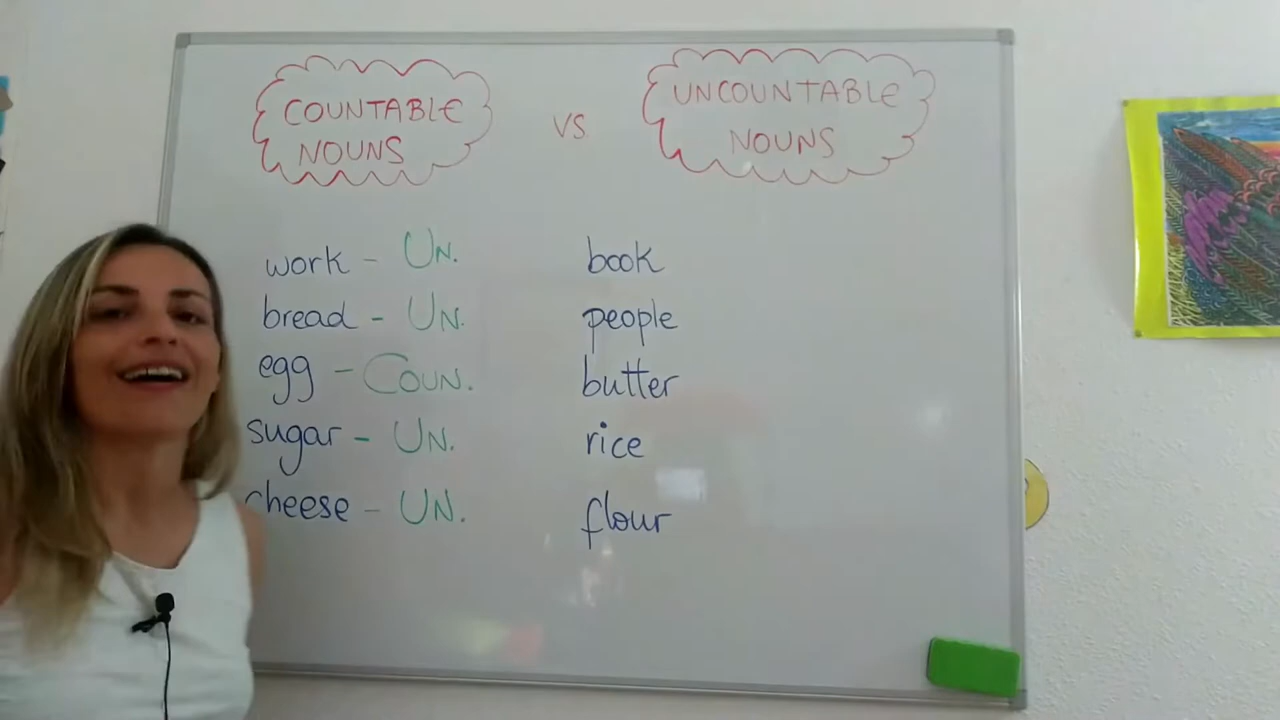 COUNTABLE
NOUNS
VS
UNCOUNTABLE
NOUNS
work - UN.
bread - UN.
egg - COUN.
sugar - UN.
cheese - UN.
book
people
butter
rice
flour